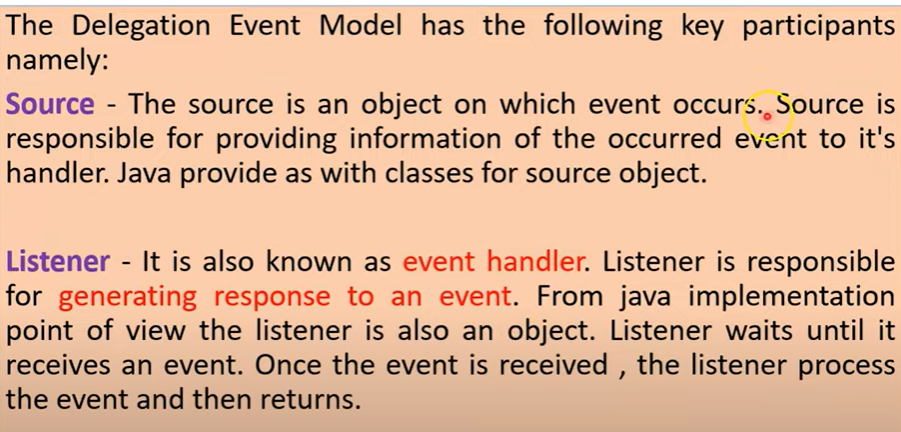 The Delegation Event Model has the following key participants
namely:
Source - The source is an object on which event occurs. Source is
responsible for providing information of the occurred event to it's
handler. Java provide as with classes for source object.
Listener - It is also known as event handler. Listener is responsible
for generating response to an event. From java implementation
point of view the listener is also an object. Listener waits until it
receives an event. Once the event is received , the listener process
the event and then returns.